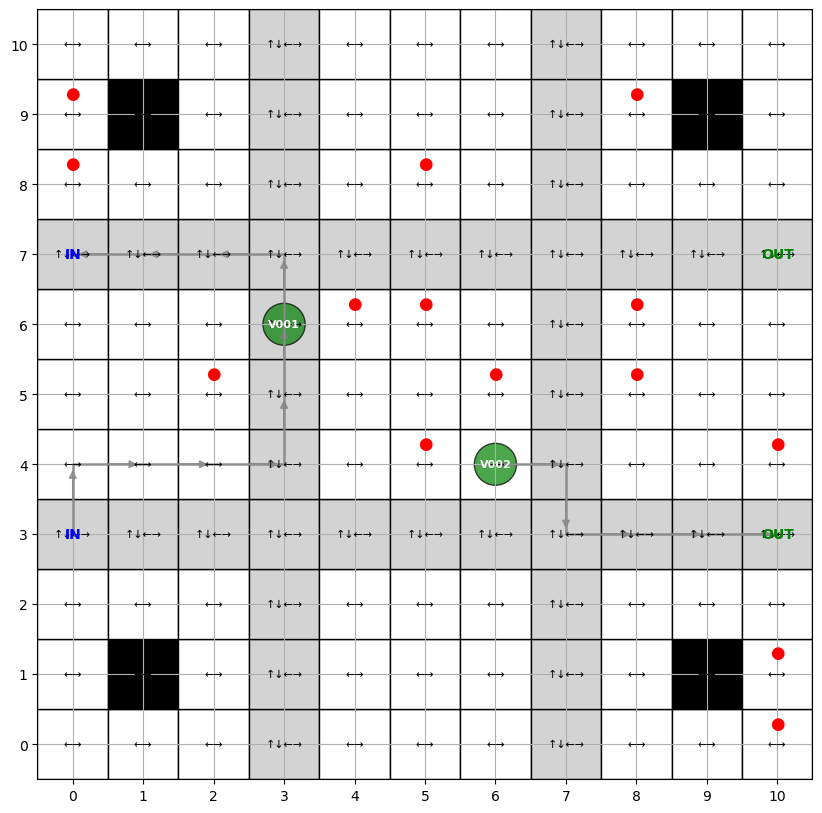 10 ←→ ←→ ←→ ↑↓←→ ←→ ←→ ←→ ↑↓←→ ←→ ←→ ←→
9 ←→ ←→ ↑↓←→ ←→ ←→ ←→ ↑↓←→ ←→ ←→
8 ←→ ←→ ←→ ↑↓←→ ←→ ←→ ←→ ↑↓←→ ←→ ←→ ←→
7 IN ↑↓←→ ↑↓←→ ↑↓←→ ↑↓←→ ↑↓←→ ↑↓←→ ↑↓←→ ↑↓←→ ↑↓←→ OUT
6 ←→ ←→ ←→ V001 ←→ ←→ ←→ ↑↓←→ ←→ ←→ ←→
5 ←→ ←→ ←→ ↑↓←→ ←→ ←→ ←→ ↑↓←→ ←→ ←→ ←→
4 ←→ ←→ ←→ ↑↓←→ ←→ ←→ V002 ↑↓←→ ←→ ←→ ←→
3 IN ↑↓←→ ↑↓←→ ↑↓←→ ↑↓←→ ↑↓←→ ↑↓←→ ↑↓←→ ↑↓←→ ↑↓←→ OUT
2 ←→ ←→ ←→ ↑↓←→ ←→ ←→ ←→ ↑↓←→ ←→ ←→ ←→
1 ←→ ←→ ↑↓←→ ←→ ←→ ←→ ↑↓←→ ←→ ←→
0 ←→ ←→ ←→ ↑↓←→ ←→ ←→ ←→ ↑↓←→ ←→ ←→ ←→
0 1 2 3 4 5 6 7 8 9 10